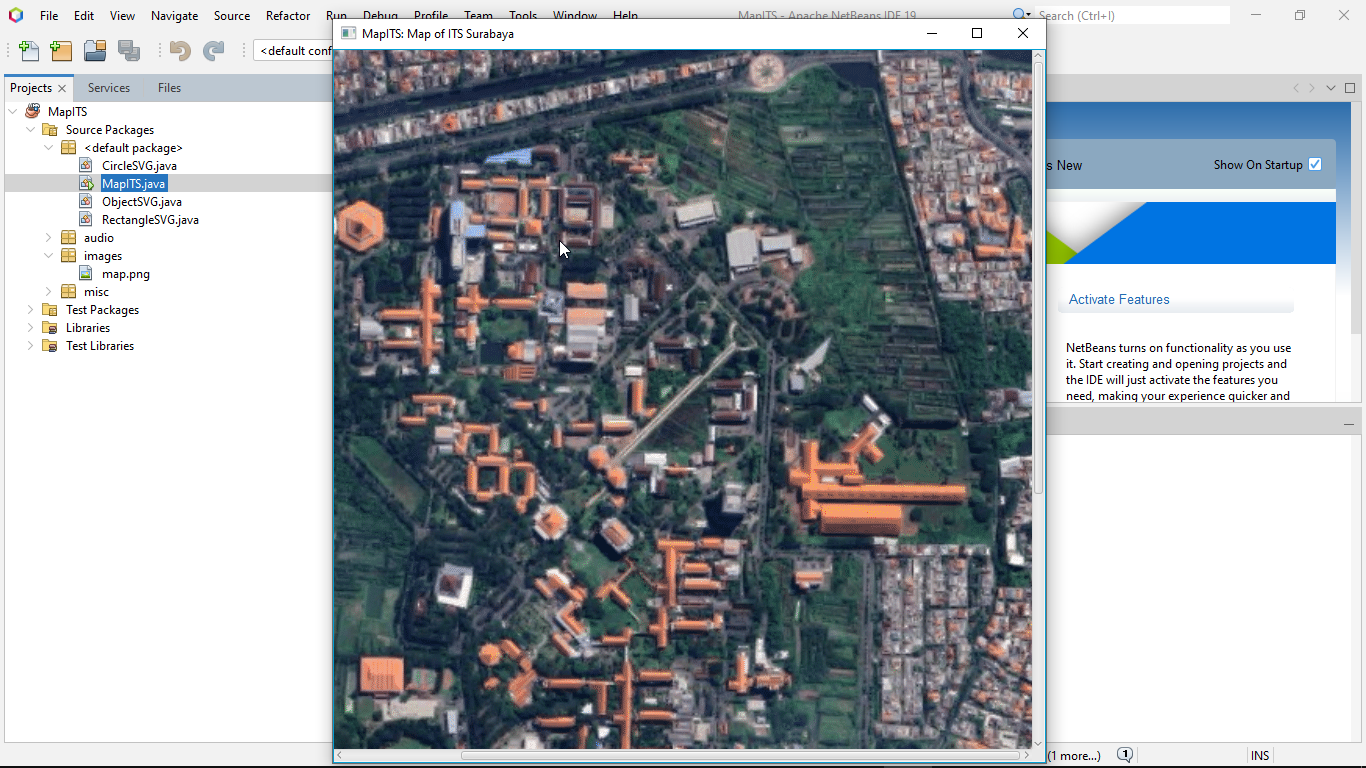 File Edit View Navigate Source Refactor Run Debug Profile Team Tools Window Help MapITS - Apache NetBeans IDE 19 Search (Ctrl+I)
MapITS: Map of ITS Surabaya
<default conf
Projects Services Files
MapITS
Source Packages
<default package>
CircleSVG.java
MapITS.java
ObjectSVG.java
RectangleSVG.java
audio
images
map.png
misc
Test Packages
Libraries
Test Libraries
s New Show On Startup
Activate Features
NetBeans turns on functionality as you use
it. Start creating and opening projects and
the IDE will just activate the features you
need, making your experience quicker and
(1 more...) 1 INS